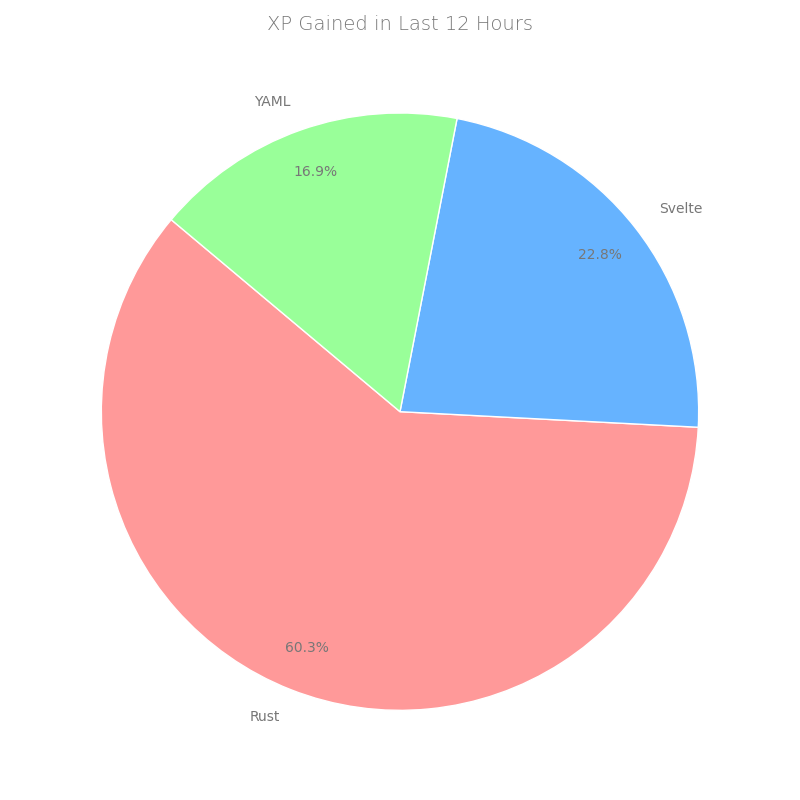 XP Gained in Last 12 Hours
YAML
16.9%
Svelte
22.8%
60.3%
Rust